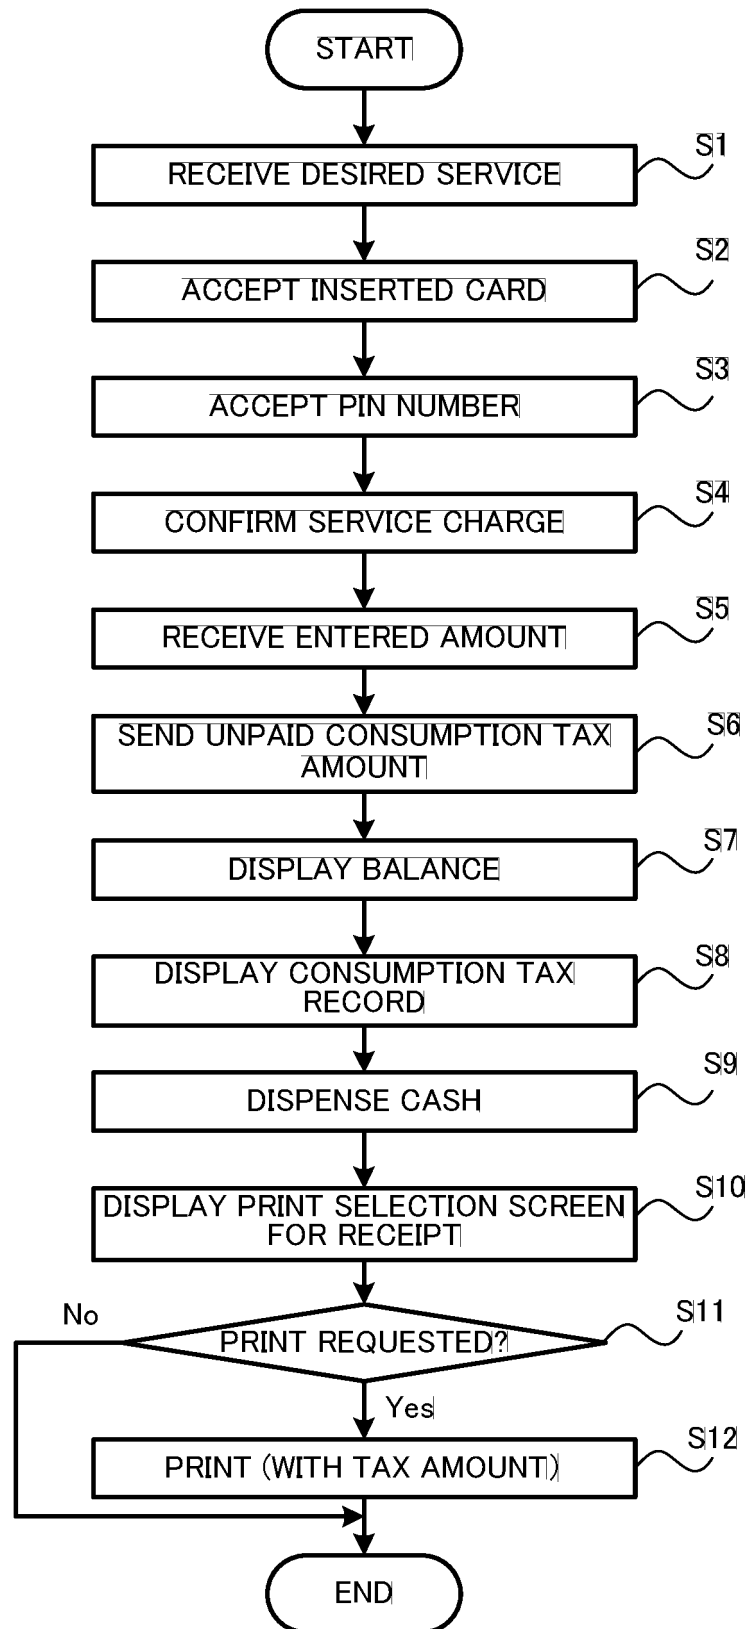 START
RECEIVE DESIRED SERVICE
S1
ACCEPT INSERTED CARD
S2
ACCEPT PIN NUMBER
S3
CONFIRM SERVICE CHARGE
S4
RECEIVE ENTERED AMOUNT
S5
SEND UNPAID CONSUMPTION TAX
AMOUNT
S6
DISPLAY BALANCE
S7
DISPLAY CONSUMPTION TAX
RECORD
S8
DISPENSE CASH
S9
DISPLAY PRINT SELECTION SCREEN
FOR RECEIPT
S10
No
PRINT REQUESTED?
S11
Yes
PRINT (WITH TAX AMOUNT)
S12
END